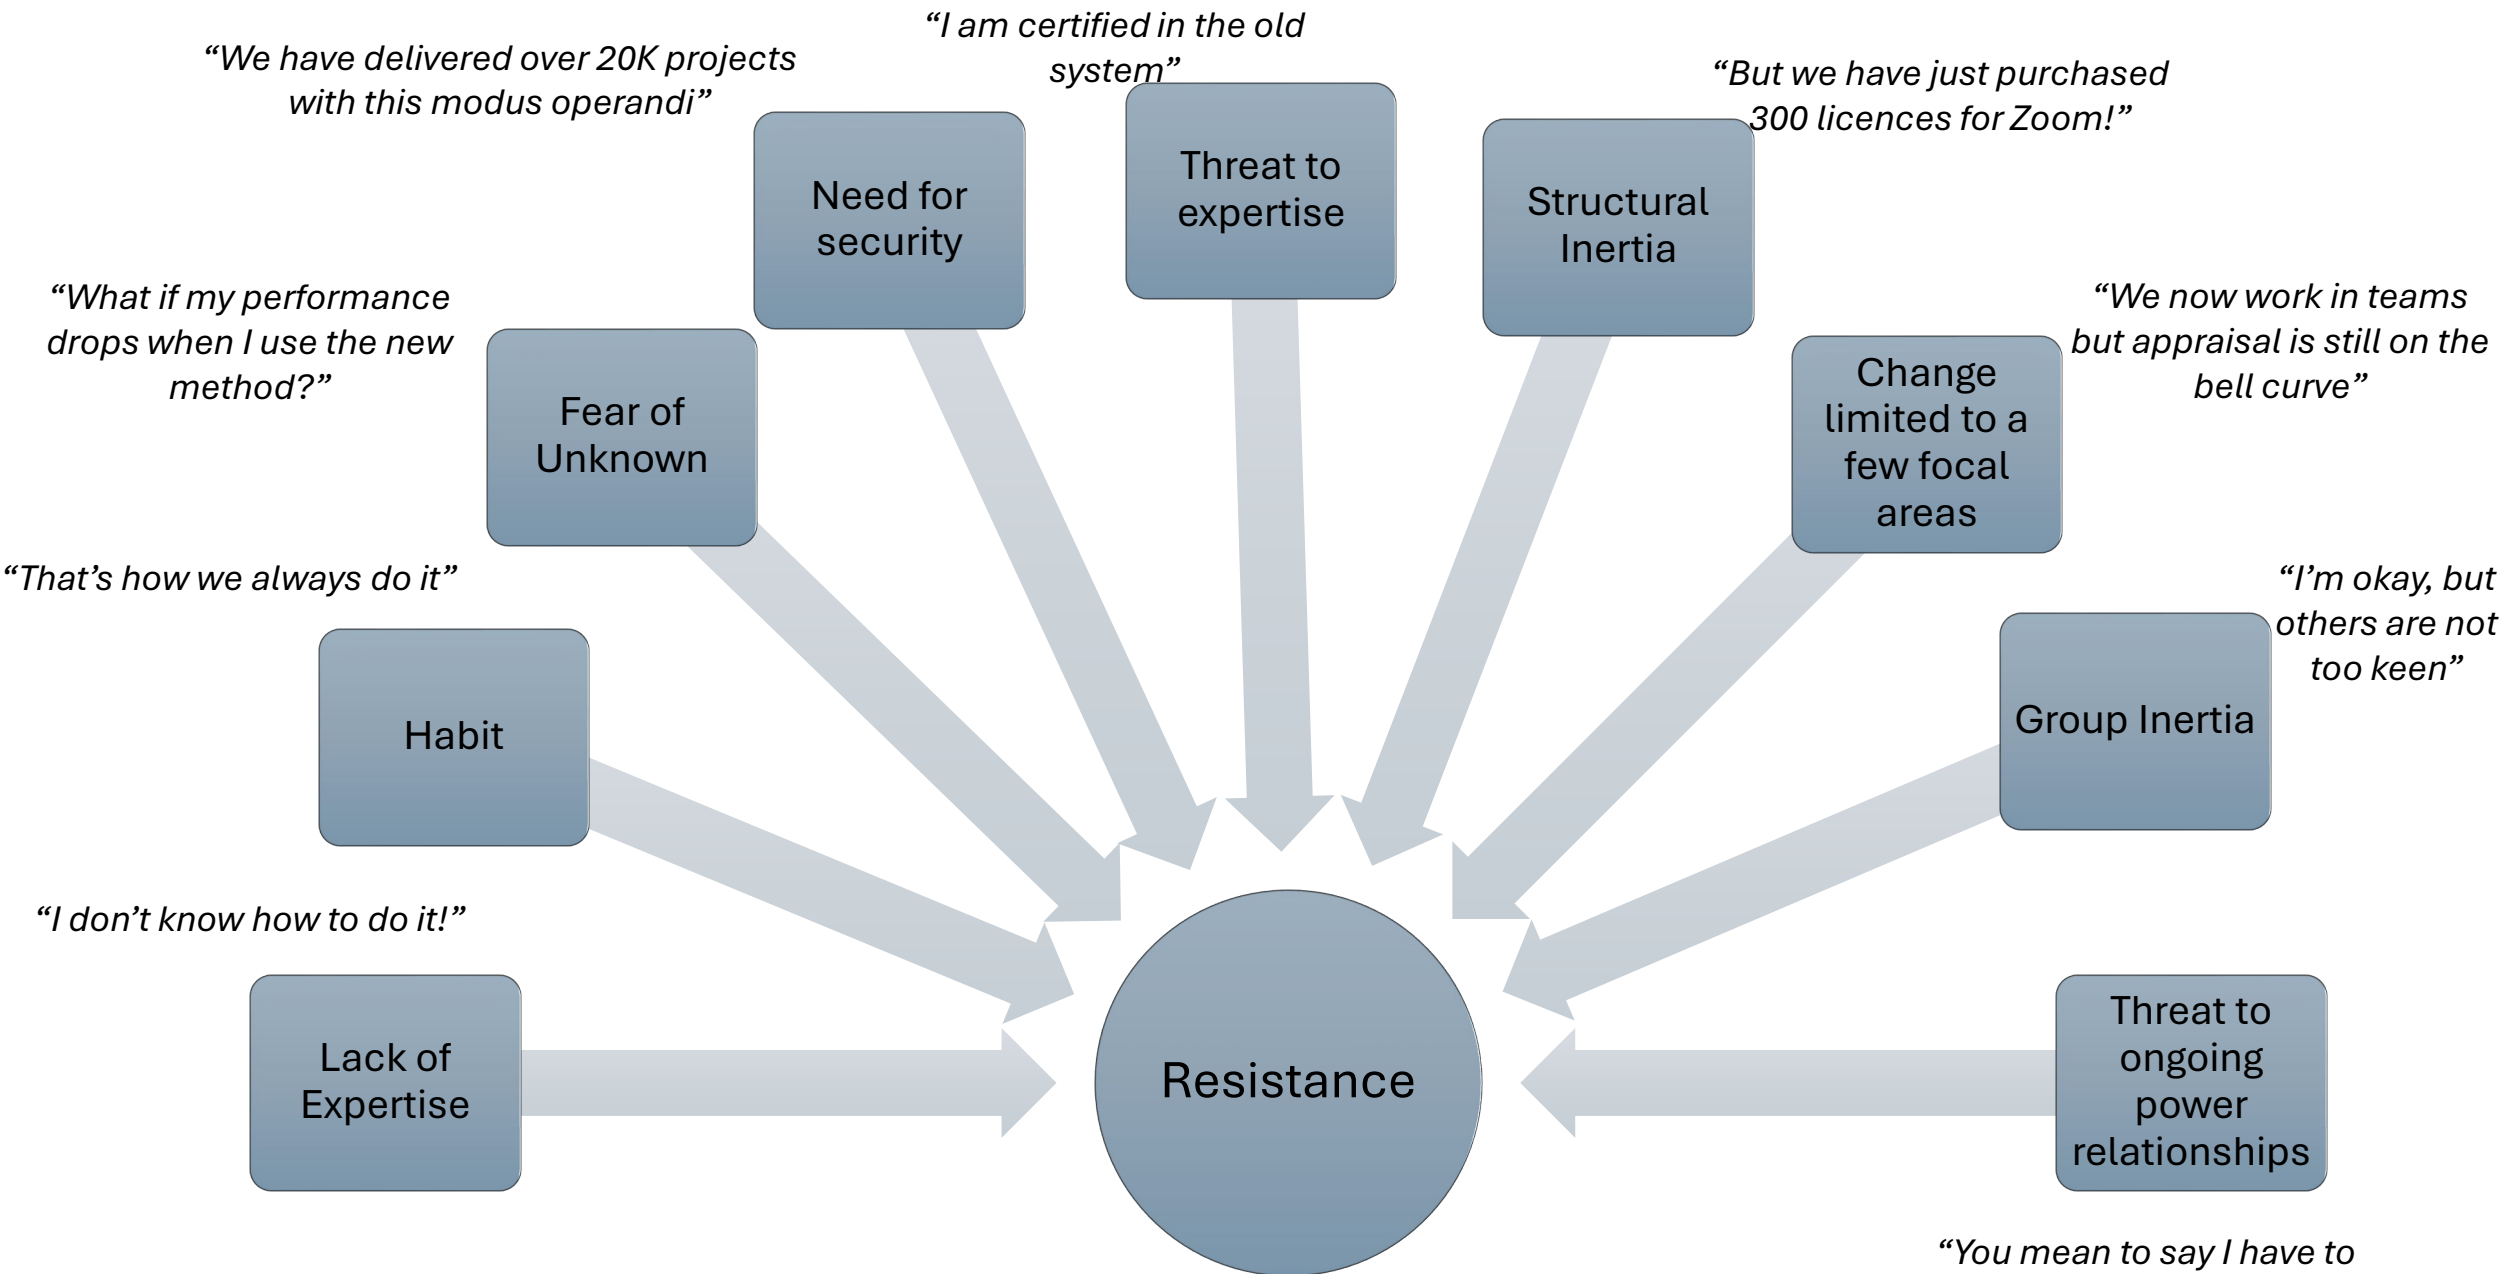 “I am certified in the old
system”
“We have delivered over 20K projects
with this modus operandi”
“But we have just purchased
300 licences for Zoom!”
Need for
security
Threat to
expertise
Structural
Inertia
“What if my performance
drops when I use the new
method?”
Fear of
Unknown
“We now work in teams
but appraisal is still on the
bell curve”
Change
limited to a
few focal
areas
“That’s how we always do it”
Habit
“I’m okay, but
others are not
too keen”
Group Inertia
“I don’t know how to do it!”
Lack of
Expertise
Resistance
Threat to
ongoing
power
relationships
“You mean to say I have to